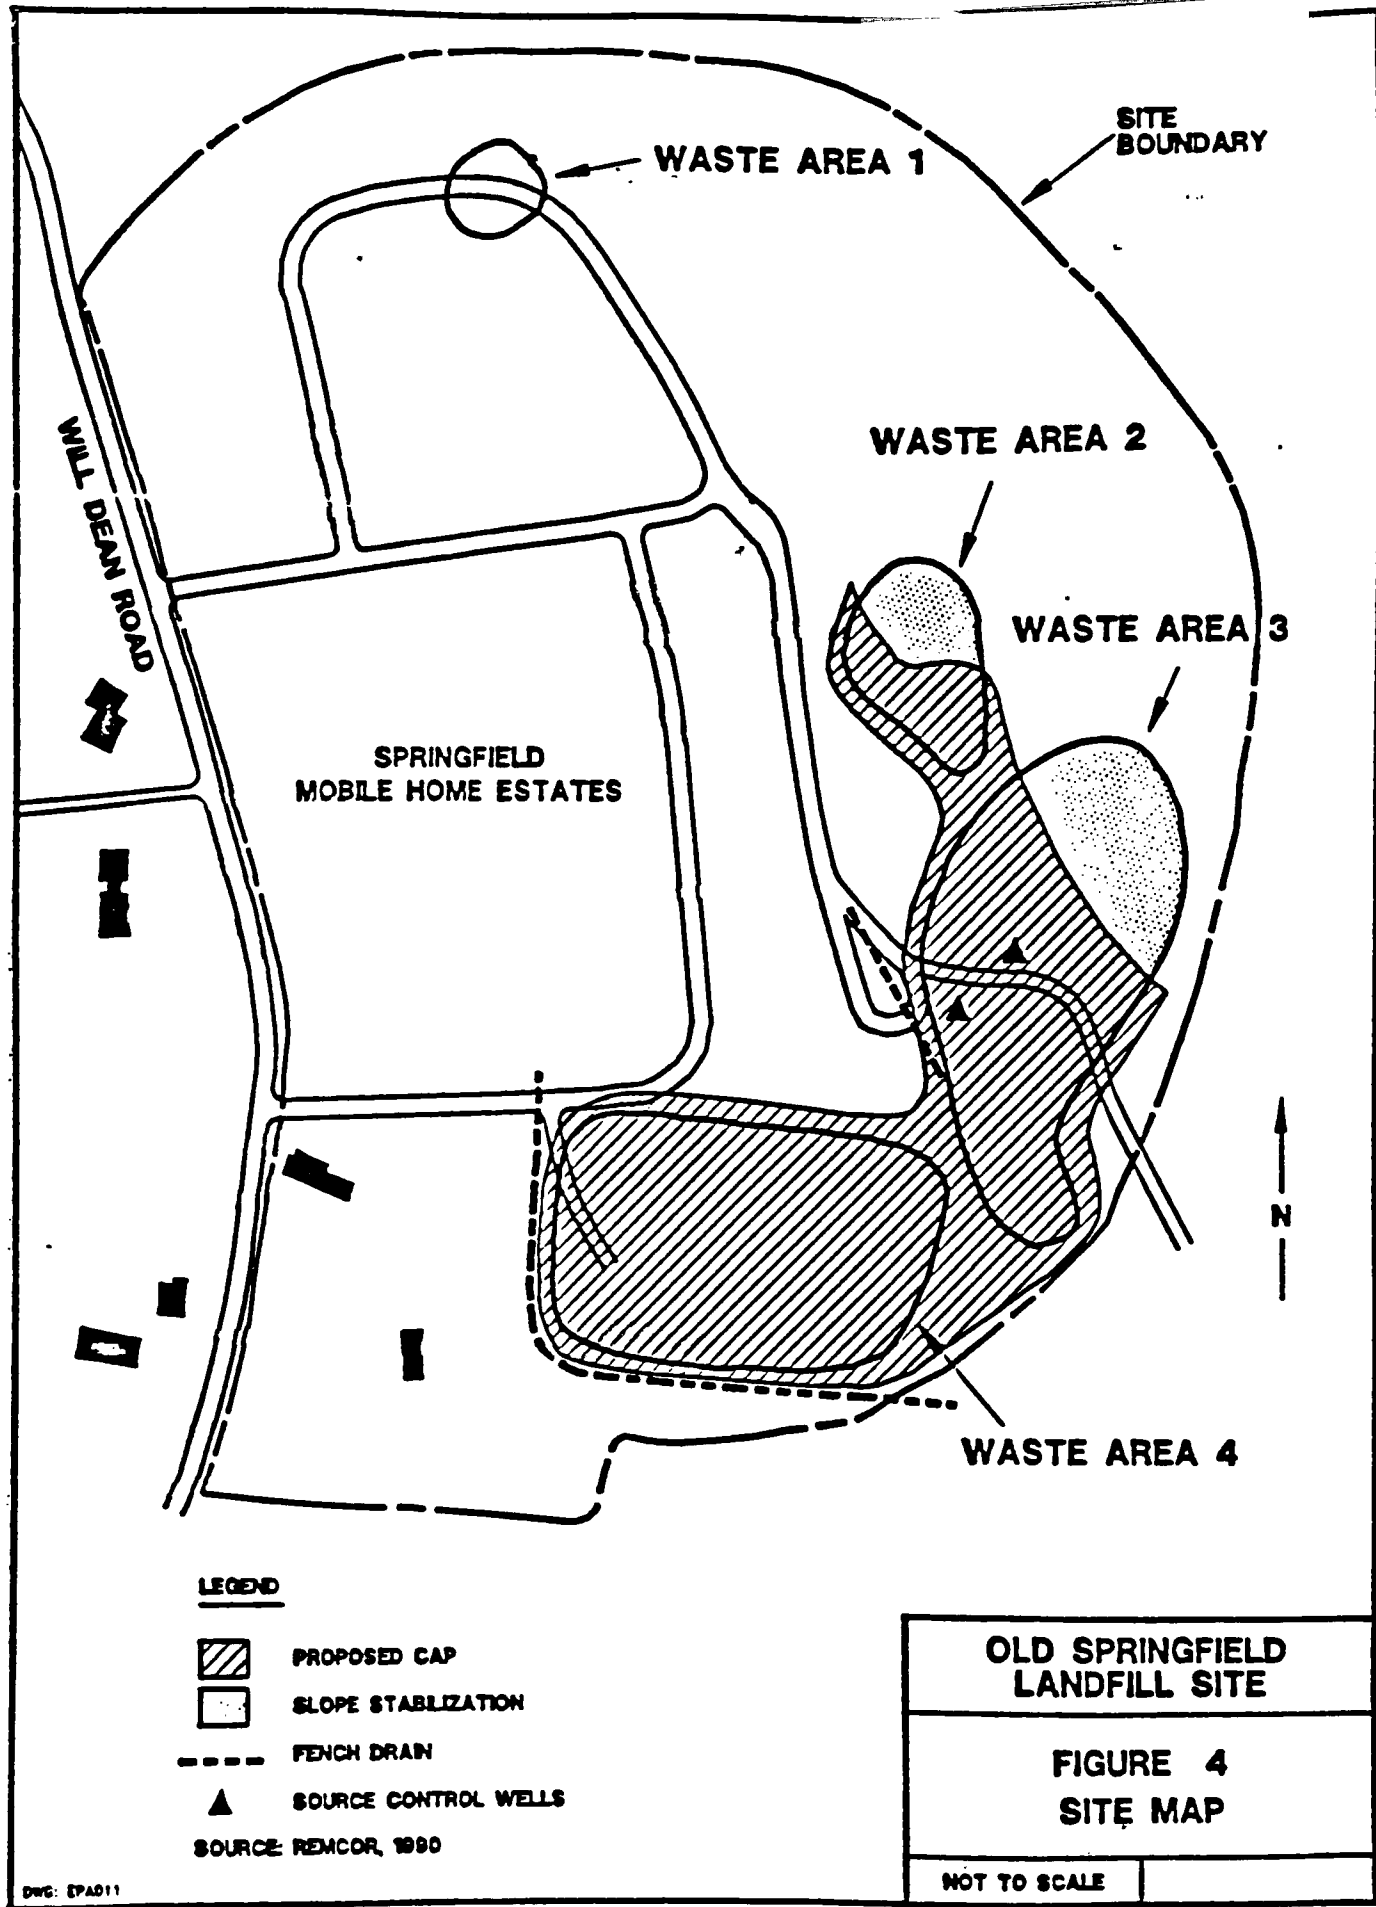 SITE
BOUNDARY
WASTE AREA 1
WASTE AREA 2
WILL DEAN ROAD
WASTE AREA 3
SPRINGFIELD
MOBILE HOME ESTATES
N
WASTE AREA 4
LEGEND
PROPOSED CAP
SLOPE STABILIZATION
FENCH DRAIN
SOURCE CONTROL WELLS
SOURCE: REMCOR, 1990
DWG: EPA011
OLD SPRINGFIELD
LANDFILL SITE
FIGURE 4
SITE MAP
NOT TO SCALE